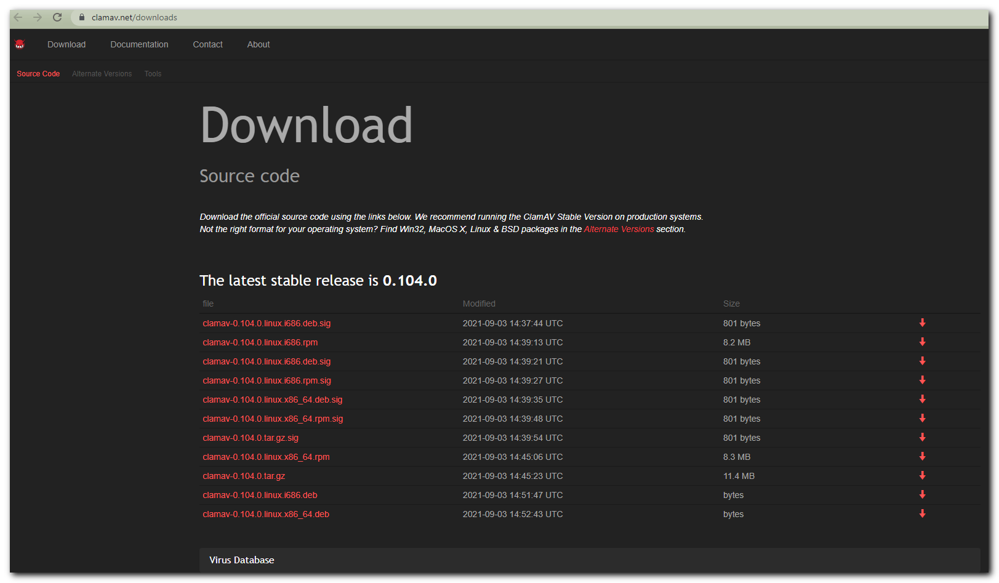 clamav.net/downloads
Download Documentation Contact About
Source Code Alternate Versions Tools
Download
Source code
Download the official source code using the links below. We recommend running the ClamAV Stable Version on production systems.
Not the right format for your operating system? Find Win32, MacOS X, Linux & BSD packages in the Alternate Versions section.
The latest stable release is 0.104.0
file Modified Size
clamav-0.104.0.linux.i686.deb.sig 2021-09-03 14:37:44 UTC 801 bytes
clamav-0.104.0.linux.i686.rpm 2021-09-03 14:39:13 UTC 8.2 MB
clamav-0.104.0.linux.i686.deb.sig 2021-09-03 14:39:21 UTC 801 bytes
clamav-0.104.0.linux.i686.rpm.sig 2021-09-03 14:39:27 UTC 801 bytes
clamav-0.104.0.linux.x86_64.deb.sig 2021-09-03 14:39:35 UTC 801 bytes
clamav-0.104.0.linux.x86_64.rpm.sig 2021-09-03 14:39:48 UTC 801 bytes
clamav-0.104.0.tar.gz.sig 2021-09-03 14:39:54 UTC 801 bytes
clamav-0.104.0.linux.x86_64.rpm 2021-09-03 14:45:06 UTC 8.3 MB
clamav-0.104.0.tar.gz 2021-09-03 14:45:23 UTC 11.4 MB
clamav-0.104.0.linux.i686.deb 2021-09-03 14:51:47 UTC bytes
clamav-0.104.0.linux.x86_64.deb 2021-09-03 14:52:43 UTC bytes
Virus Database